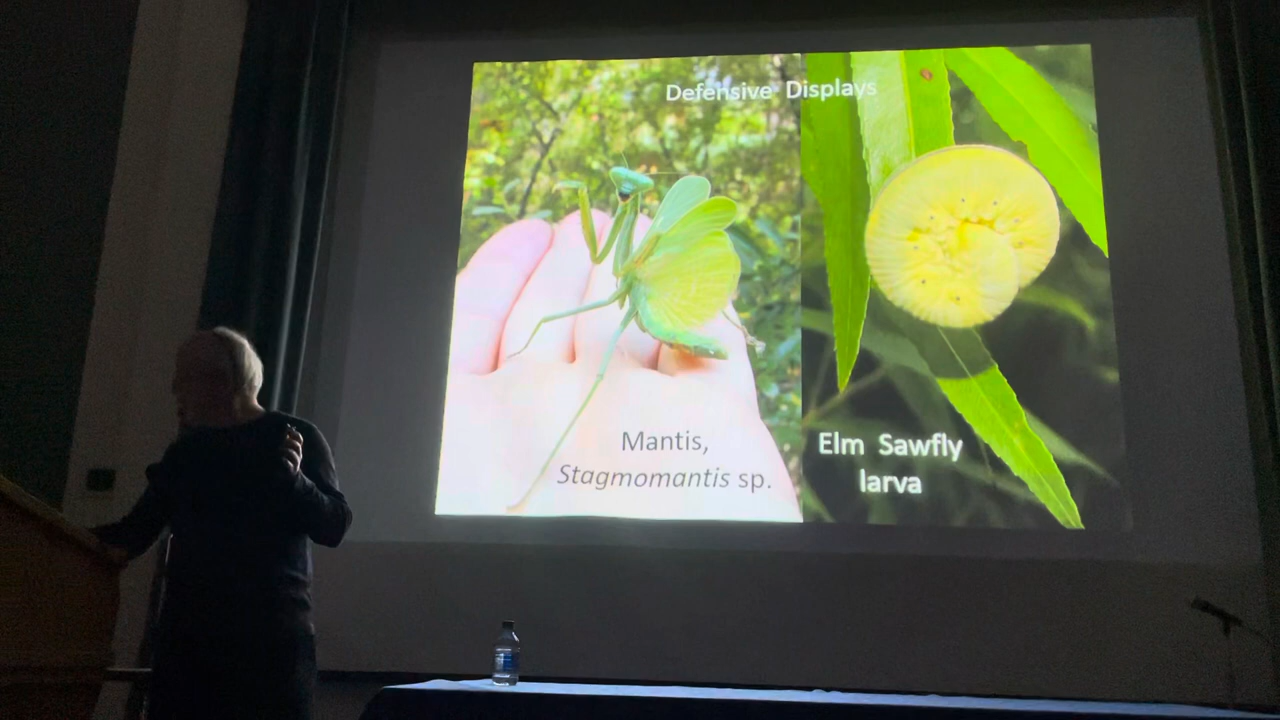 Defensive Displays
Mantis,
Stagmomantis sp.
Elm Sawfly
larva